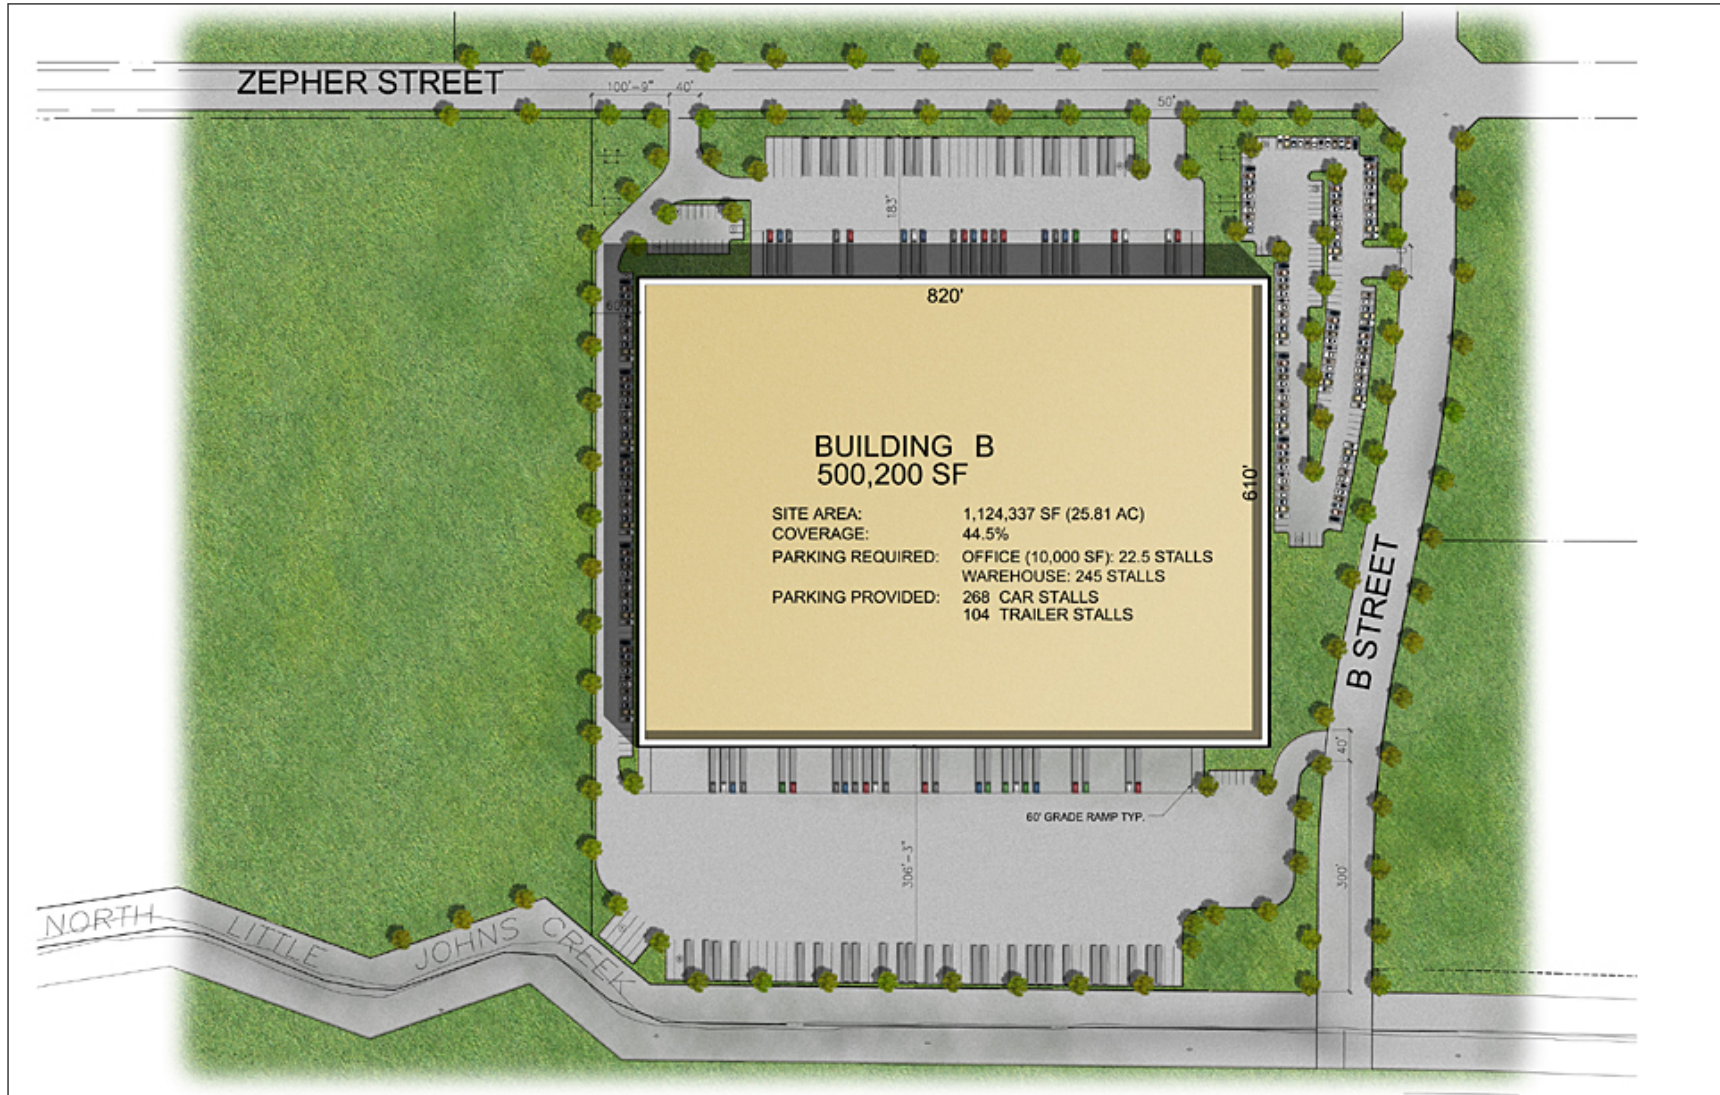 ZEPHER STREET
100'-9"
40'
50'
183'
60'
820'
610'
BUILDING B
500,200 SF
SITE AREA: 1,124,337 SF (25.81 AC)
COVERAGE: 44.5%
PARKING REQUIRED: OFFICE (10,000 SF): 22.5 STALLS
WAREHOUSE: 245 STALLS
PARKING PROVIDED: 268 CAR STALLS
104 TRAILER STALLS
B STREET
40'
60' GRADE RAMP TYP.
306'-3"
300'
NORTH LITTLE JOHNS CREEK